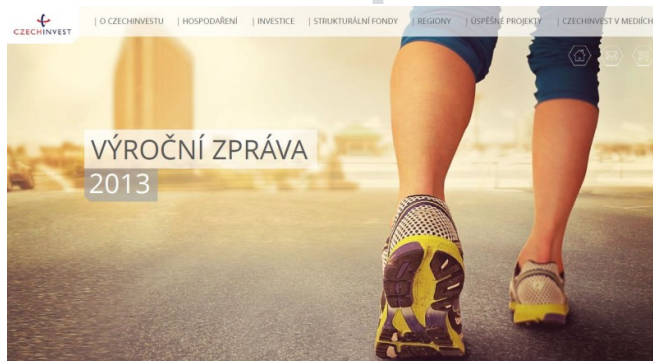 CZECHINVEST
| O CZECHINVESTU | HOSPODAŘENÍ | INVESTICE | STRUKTURÁLNÍ FONDY | REGIONY | ÚSPĚŠNÉ PROJEKTY | CZECHINVEST V MEDIÍCH
VÝROČNÍ ZPRÁVA
2013